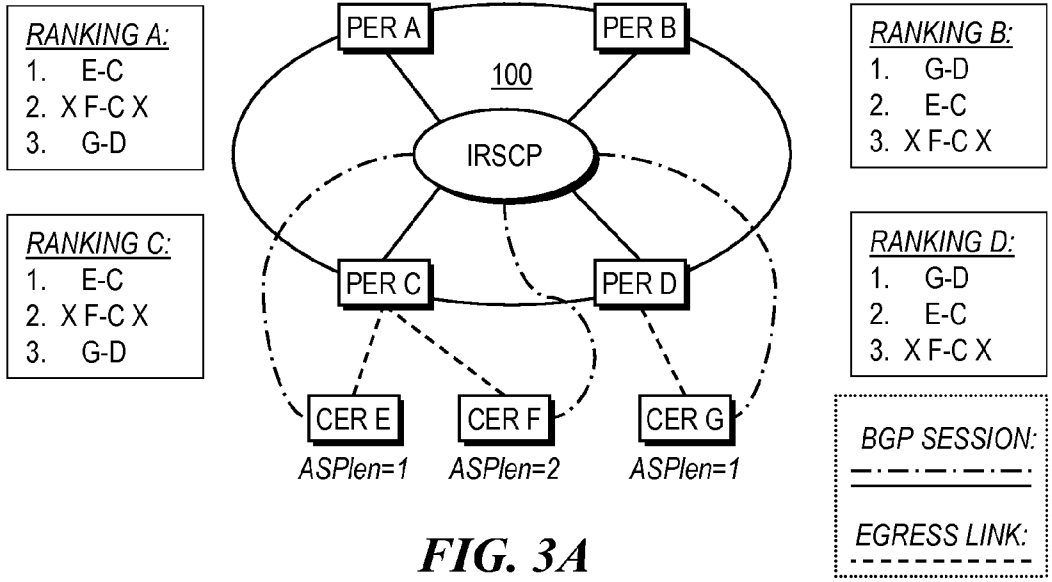 RANKING A:
1. E-C
2. X F-C X
3. G-D
PER A
PER B
100
IRSCP
RANKING B:
1. G-D
2. E-C
3. X F-C X
RANKING C:
1. E-C
2. X F-C X
3. G-D
PER C
PER D
RANKING D:
1. G-D
2. E-C
3. X F-C X
CER E
CER F
CER G
ASPlen=1
ASPlen=2
ASPlen=1
BGP SESSION:
EGRESS LINK:
FIG. 3A